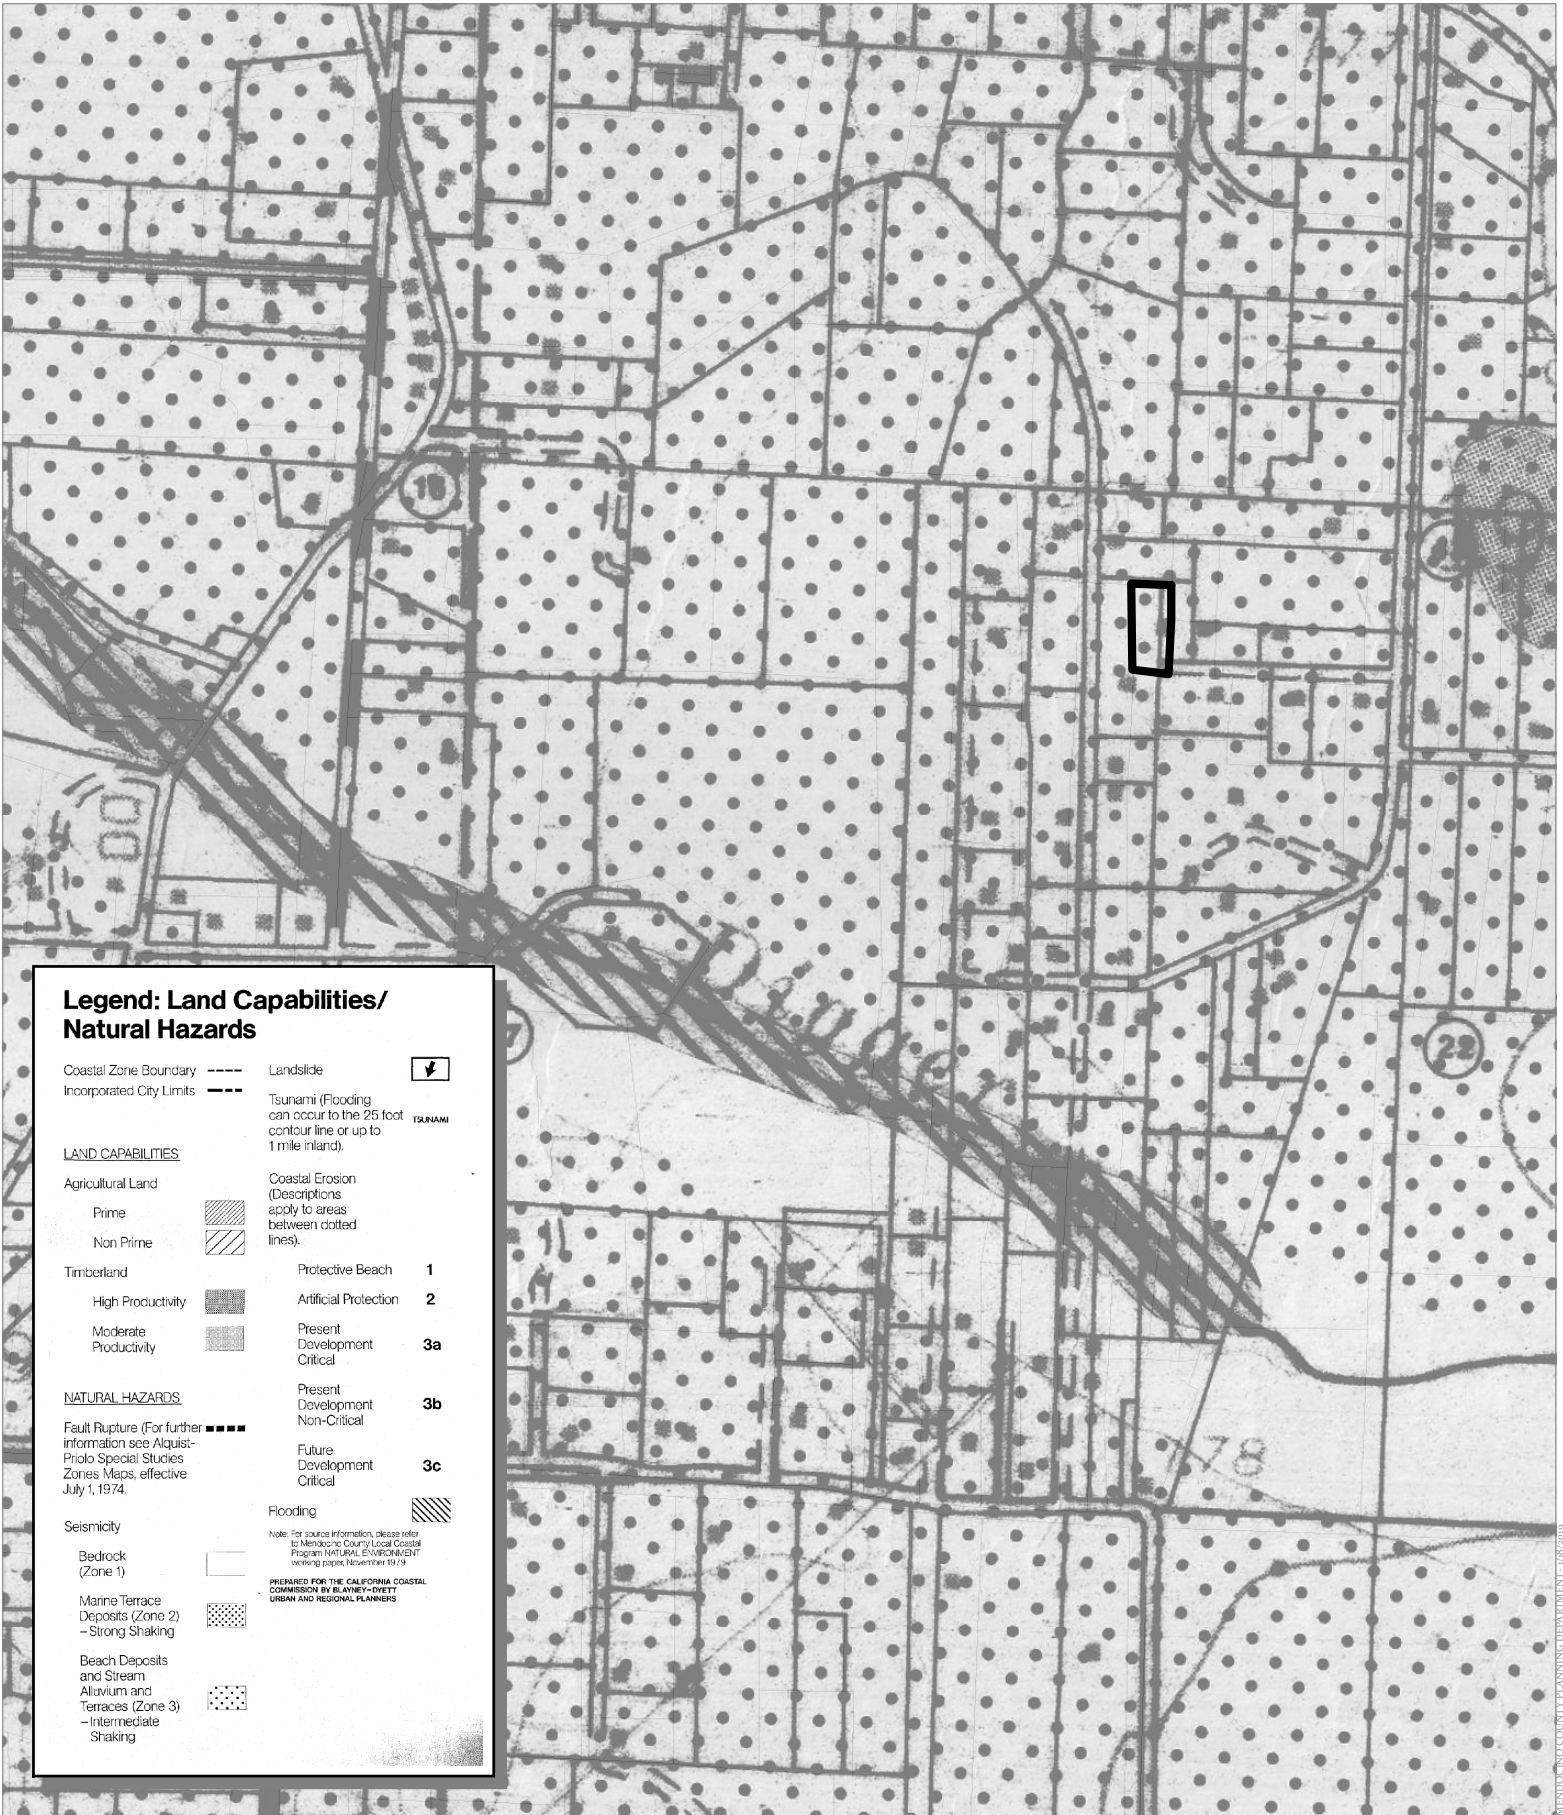 18
22
78
Legend: Land Capabilities/
Natural Hazards
Coastal Zone Boundary
Incorporated City Limits
LAND CAPABILITIES
Agricultural Land
Prime
Non Prime
Timberland
High Productivity
Moderate
Productivity
NATURAL HAZARDS
Fault Rupture (For further
information see Alquist-
Priolo Special Studies
Zones Maps, effective
July 1, 1974.
Seismicity
Bedrock
(Zone 1)
Marine Terrace
Deposits (Zone 2)
–Strong Shaking
Beach Deposits
and Stream
Alluvium and
Terraces (Zone 3)
–Intermediate
Shaking
Landslide
Tsunami (Flooding
can occur to the 25 foot
contour line or up to
1 mile inland).
TSUNAMI
Coastal Erosion
(Descriptions
apply to areas
between dotted
lines).
Protective Beach 1
Artificial Protection 2
Present
Development 3a
Critical
Present
Development 3b
Non-Critical
Future
Development 3c
Critical
Flooding
Note: For source information, please refer
to Mendocino County Local Coastal
Program NATURAL ENVIRONMENT
working paper, November 1979.
PREPARED FOR THE CALIFORNIA COASTAL
COMMISSION BY BLAYNEY-DYETT
URBAN AND REGIONAL PLANNERS
MENDOCINO COUNTY PLANNING DEPARTMENT